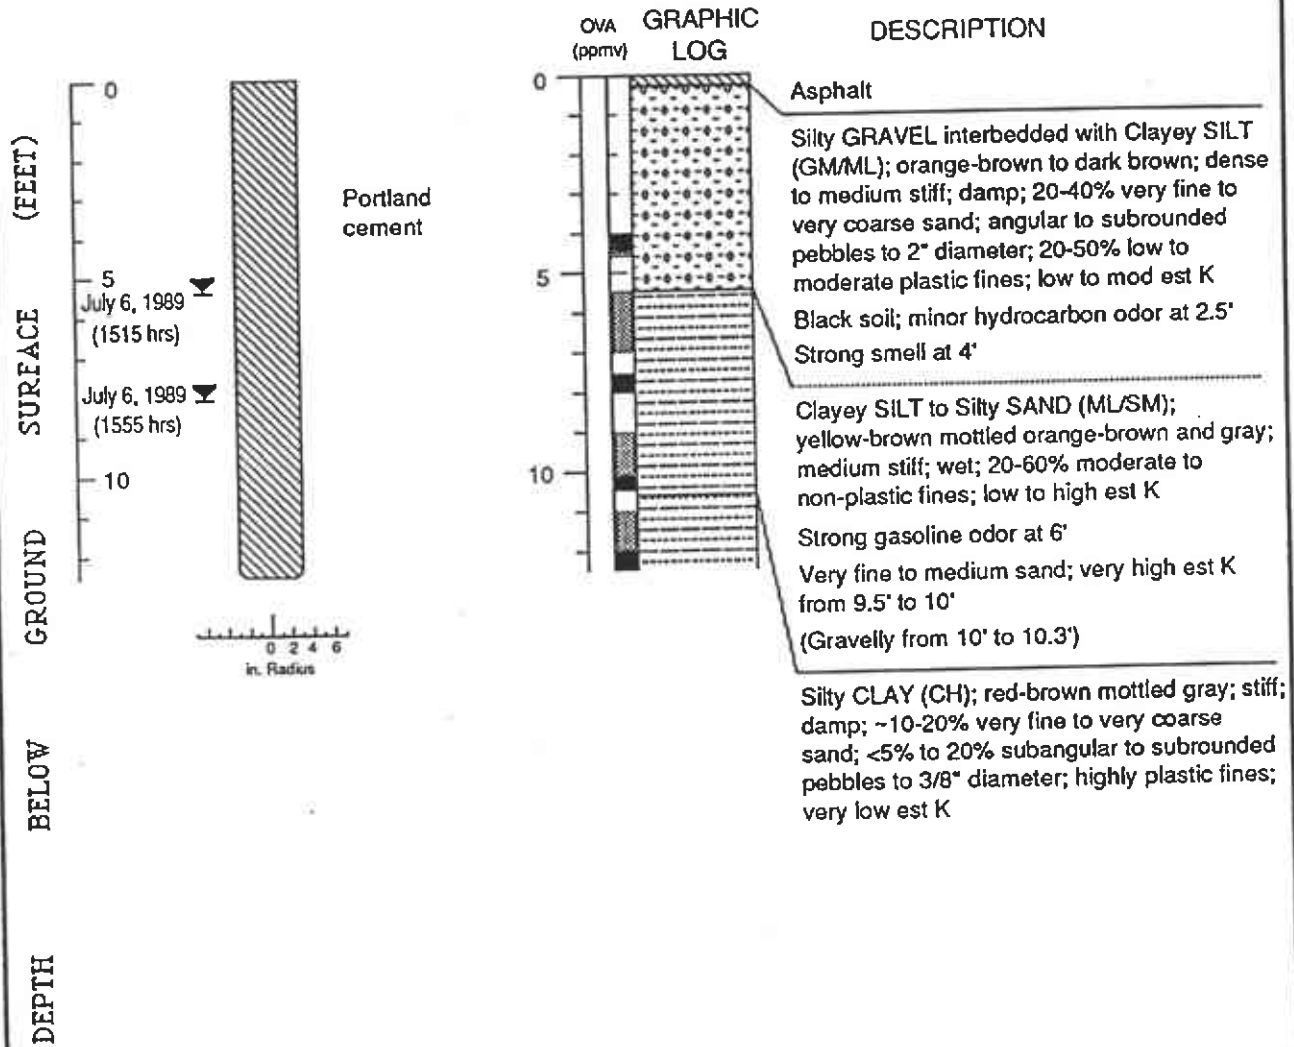 OVA
(ppmv)
GRAPHIC
LOG
DESCRIPTION
DEPTH BELOW GROUND SURFACE (FEET)
0
5
July 6, 1989
(1515 hrs)
July 6, 1989
(1555 hrs)
10
Portland
cement
0 2 4 6
in. Radius
0
5
10
Asphalt
Silty GRAVEL interbedded with Clayey SILT
(GM/ML); orange-brown to dark brown; dense
to medium stiff; damp; 20-40% very fine to
very coarse sand; angular to subrounded
pebbles to 2" diameter; 20-50% low to
moderate plastic fines; low to mod est K
Black soil; minor hydrocarbon odor at 2.5'
Strong smell at 4'
Clayey SILT to Silty SAND (ML/SM);
yellow-brown mottled orange-brown and gray;
medium stiff; wet; 20-60% moderate to
non-plastic fines; low to high est K
Strong gasoline odor at 6'
Very fine to medium sand; very high est K
from 9.5' to 10'
(Gravelly from 10' to 10.3')
Silty CLAY (CH); red-brown mottled gray; stiff;
damp; ~10-20% very fine to very coarse
sand; <5% to 20% subangular to subrounded
pebbles to 3/8" diameter; highly plastic fines;
very low est K